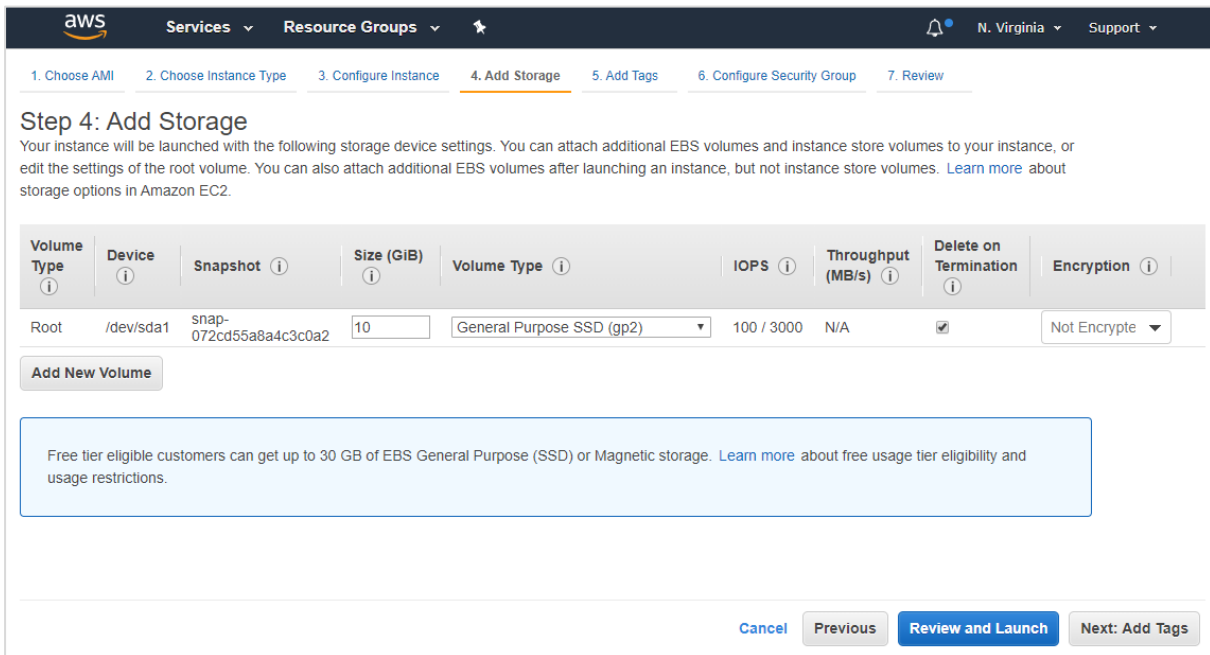 aws Services Resource Groups N. Virginia Support
1. Choose AMI 2. Choose Instance Type 3. Configure Instance 4. Add Storage 5. Add Tags 6. Configure Security Group 7. Review
Step 4: Add Storage
Your instance will be launched with the following storage device settings. You can attach additional EBS volumes and instance store volumes to your instance, or
edit the settings of the root volume. You can also attach additional EBS volumes after launching an instance, but not instance store volumes. Learn more about
storage options in Amazon EC2.
Volume Type Device Snapshot Size (GiB) Volume Type IOPS Throughput (MB/s) Delete on Termination Encryption
Root /dev/sda1 snap-072cd55a8a4c3c0a2 10 General Purpose SSD (gp2) 100 / 3000 N/A Not Encrypte
Add New Volume
Free tier eligible customers can get up to 30 GB of EBS General Purpose (SSD) or Magnetic storage. Learn more about free usage tier eligibility and
usage restrictions.
Cancel Previous Review and Launch Next: Add Tags